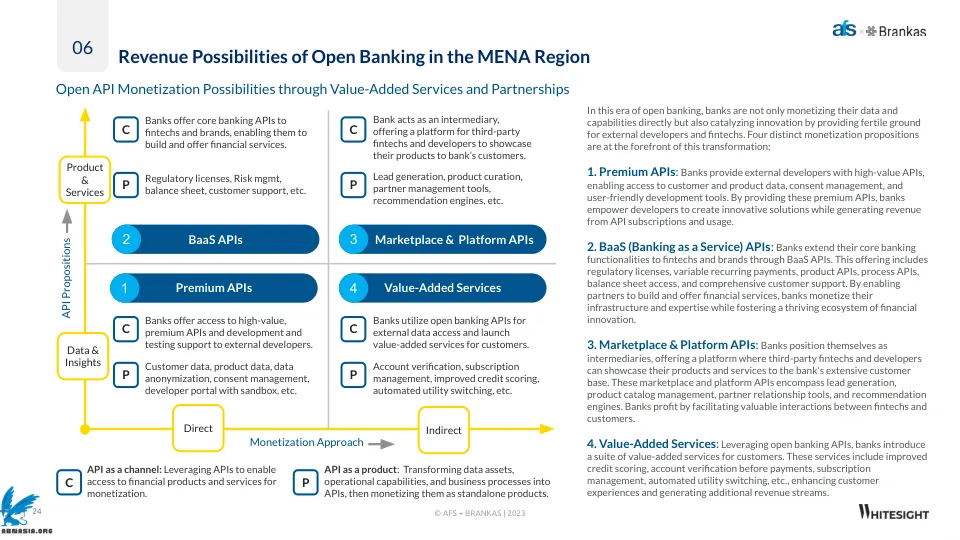 06
afs × Brankas
Revenue Possibilities of Open Banking in the MENA Region
Open API Monetization Possibilities through Value-Added Services and Partnerships
API Propositions
Product
&
Services
Data &
Insights
C
Banks offer core banking APIs to
fintechs and brands, enabling them to
build and offer financial services.
P
Regulatory licenses, Risk mgmt,
balance sheet, customer support, etc.
2
BaaS APIs
C
Bank acts as an intermediary,
offering a platform for third-party
fintechs and developers to showcase
their products to bank's customers.
P
Lead generation, product curation,
partner management tools,
recommendation engines, etc.
3
Marketplace & Platform APIs
1
Premium APIs
C
Banks offer access to high-value,
premium APIs and development and
testing support to external developers.
P
Customer data, product data, data
anonymization, consent management,
developer portal with sandbox, etc.
4
Value-Added Services
C
Banks utilize open banking APIs for
external data access and launch
value-added services for customers.
P
Account verification, subscription
management, improved credit scoring,
automated utility switching, etc.
Direct
Monetization Approach
Indirect
C
API as a channel: Leveraging APIs to enable
access to financial products and services for
monetization.
P
API as a product: Transforming data assets,
operational capabilities, and business processes into
APIs, then monetizing them as standalone products.
In this era of open banking, banks are not only monetizing their data and
capabilities directly but also catalyzing innovation by providing fertile ground
for external developers and fintechs. Four distinct monetization propositions
are at the forefront of this transformation:
1. Premium APIs: Banks provide external developers with high-value APIs,
enabling access to customer and product data, consent management, and
user-friendly development tools. By providing these premium APIs, banks
empower developers to create innovative solutions while generating revenue
from API subscriptions and usage.
2. BaaS (Banking as a Service) APIs: Banks extend their core banking
functionalities to fintechs and brands through BaaS APIs. This offering includes
regulatory licenses, variable recurring payments, product APIs, process APIs,
balance sheet access, and comprehensive customer support. By enabling
partners to build and offer financial services, banks monetize their
infrastructure and expertise while fostering a thriving ecosystem of financial
innovation.
3. Marketplace & Platform APIs: Banks position themselves as
intermediaries, offering a platform where third-party fintechs and developers
can showcase their products and services to the bank's extensive customer
base. These marketplace and platform APIs encompass lead generation,
product catalog management, partner relationship tools, and recommendation
engines. Banks profit by facilitating valuable interactions between fintechs and
customers.
4. Value-Added Services: Leveraging open banking APIs, banks introduce
a suite of value-added services for customers. These services include improved
credit scoring, account verification before payments, subscription
management, automated utility switching, etc., enhancing customer
experiences and generating additional revenue streams.
24
ABMASIA.ORG
© AFS + BRANKAS | 2023
WHITESIGHT